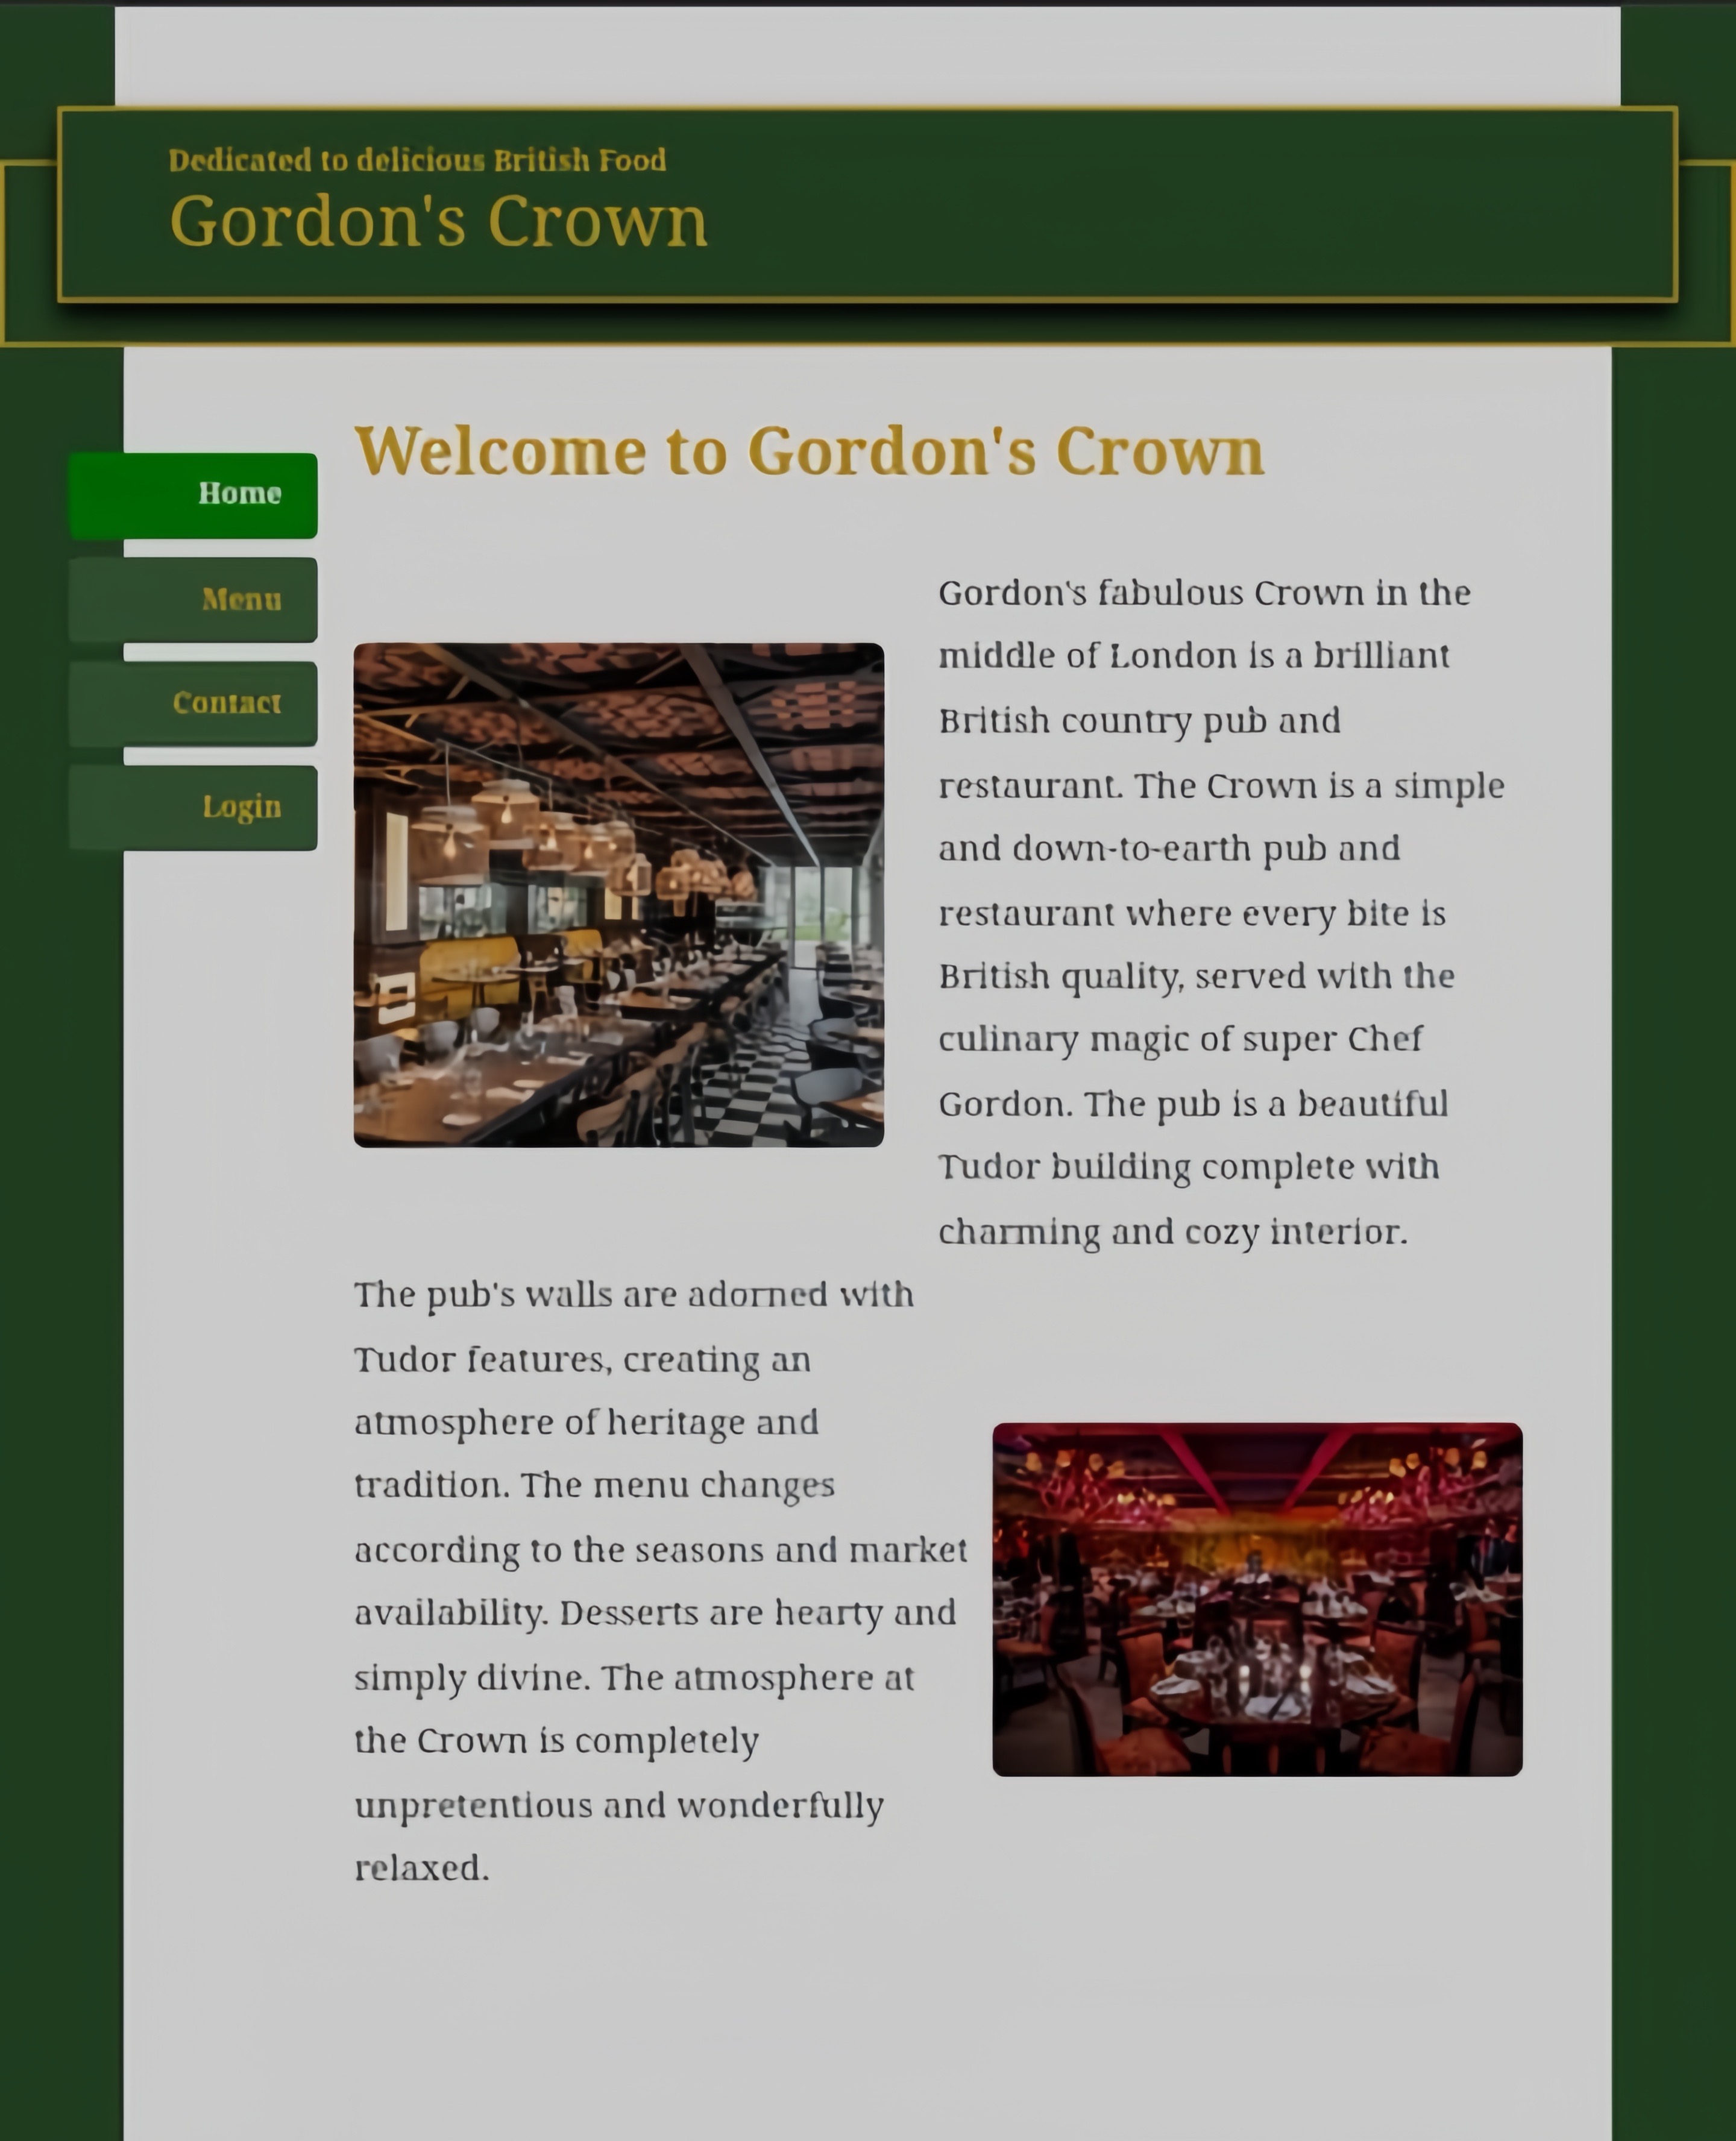 Dedicated to delicious British Food
Gordon's Crown
Home
Menu
Contact
Login
Welcome to Gordon's Crown
Gordon's fabulous Crown in the
middle of London is a brilliant
British country pub and
restaurant. The Crown is a simple
and down-to-earth pub and
restaurant where every bite is
British quality, served with the
culinary magic of super Chef
Gordon. The pub is a beautiful
Tudor building complete with
charming and cozy interior.
The pub's walls are adorned with
Tudor features, creating an
atmosphere of heritage and
tradition. The menu changes
according to the seasons and market
availability. Desserts are hearty and
simply divine. The atmosphere at
the Crown is completely
unpretentious and wonderfully
relaxed.